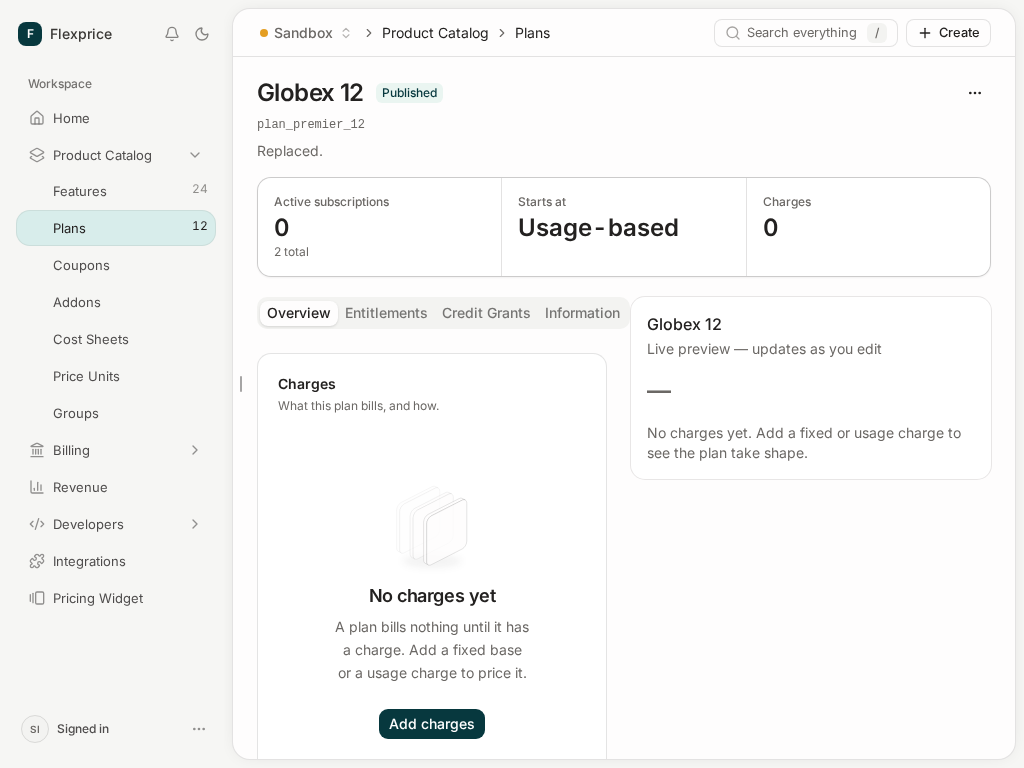 F
Flexprice
Workspace
Home
Product Catalog
Features 24
Plans 12
Coupons
Addons
Cost Sheets
Price Units
Groups
Billing
Revenue
Developers
Integrations
Pricing Widget
SI
Signed in
Sandbox
Product Catalog
Plans
Search everything /
Create
Globex 12
Published
plan_premier_12
Replaced.
Active subscriptions
0
2 total
Starts at
Usage-based
Charges
0
Overview
Entitlements
Credit Grants
Information
Charges
What this plan bills, and how.
No charges yet
A plan bills nothing until it has
a charge. Add a fixed base
or a usage charge to price it.
Add charges
Globex 12
Live preview — updates as you edit
—
No charges yet. Add a fixed or usage charge to
see the plan take shape.